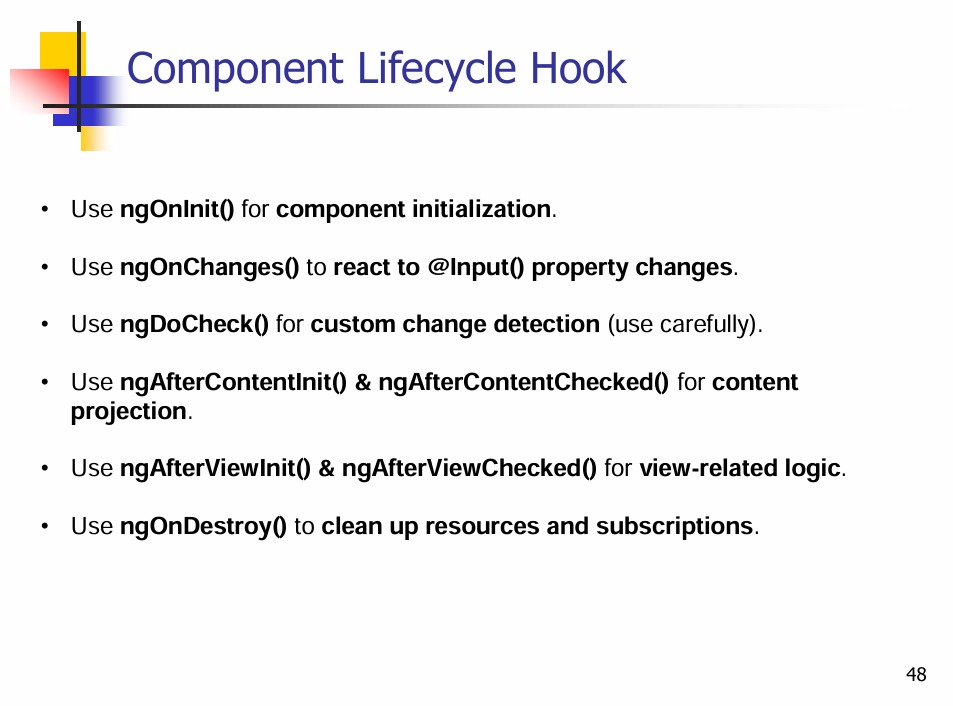 Component Lifecycle Hook
• Use ngOnInit() for component initialization.
• Use ngOnChanges() to react to @Input() property changes.
• Use ngDoCheck() for custom change detection (use carefully).
• Use ngAfterContentInit() & ngAfterContentChecked() for content
projection.
• Use ngAfterViewInit() & ngAfterViewChecked() for view-related logic.
• Use ngOnDestroy() to clean up resources and subscriptions.
48